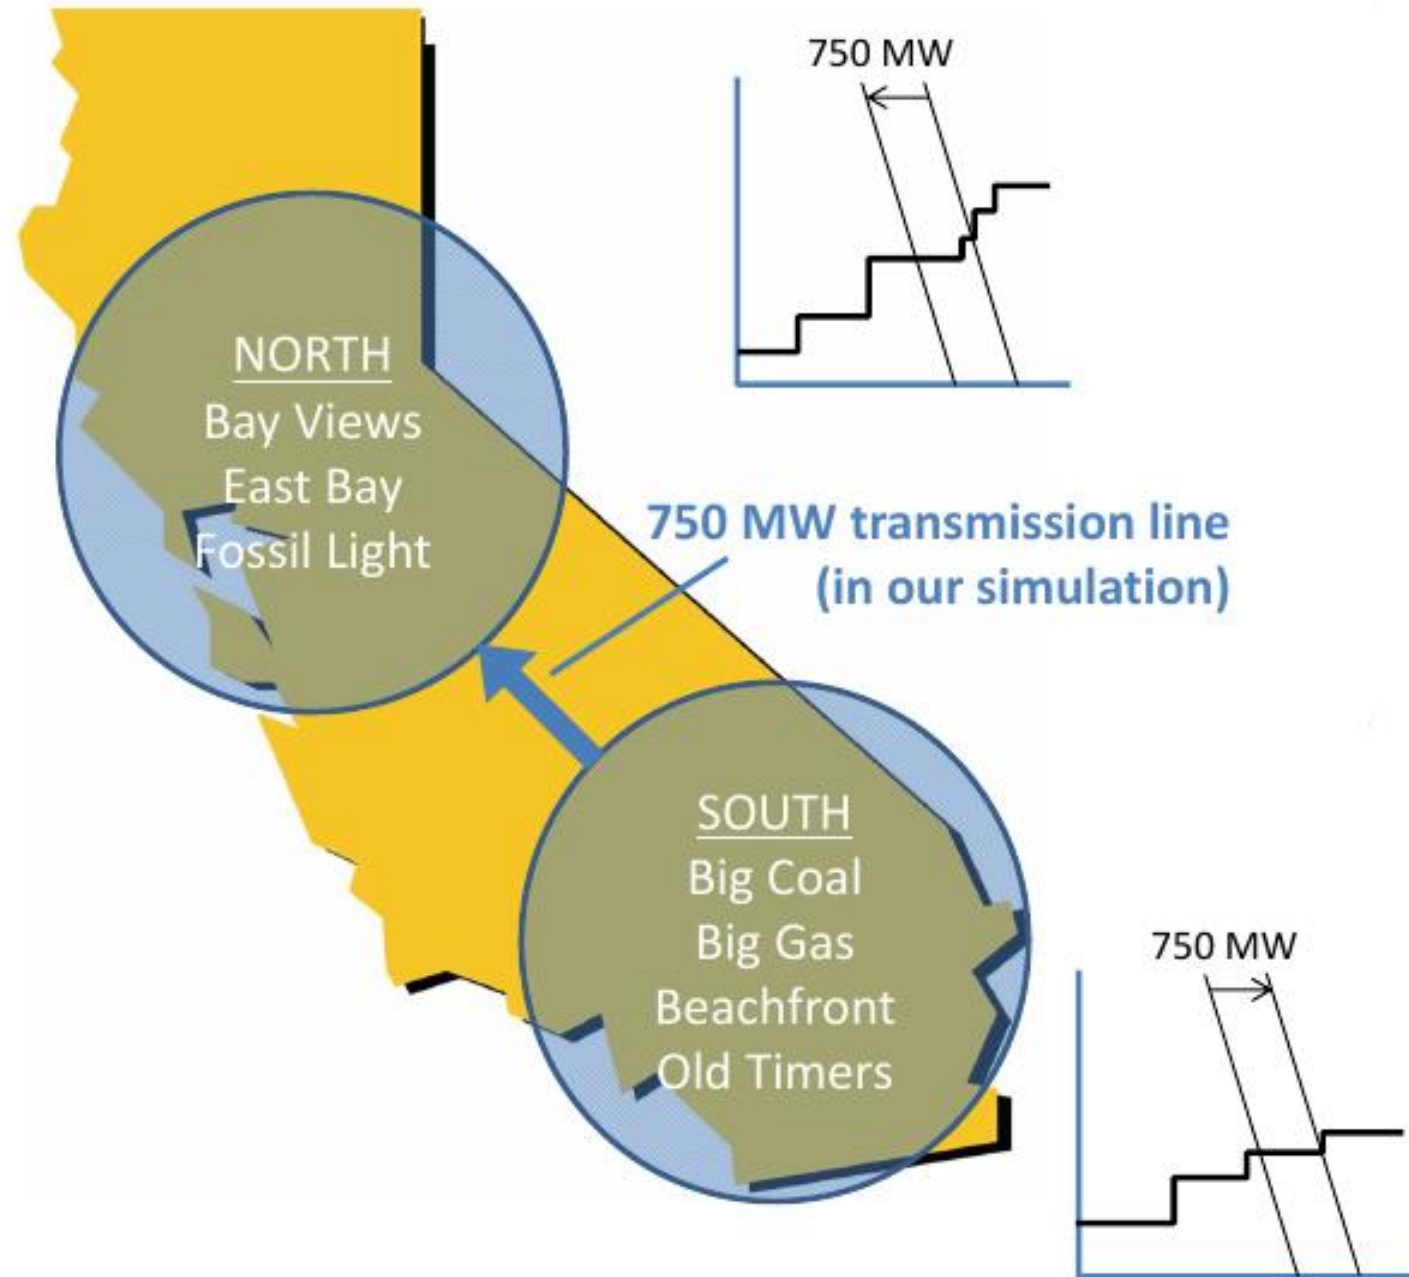 750 MW
NORTH
Bay Views
East Bay
Fossil Light
750 MW transmission line
(in our simulation)
SOUTH
Big Coal
Big Gas
Beachfront
Old Timers
750 MW